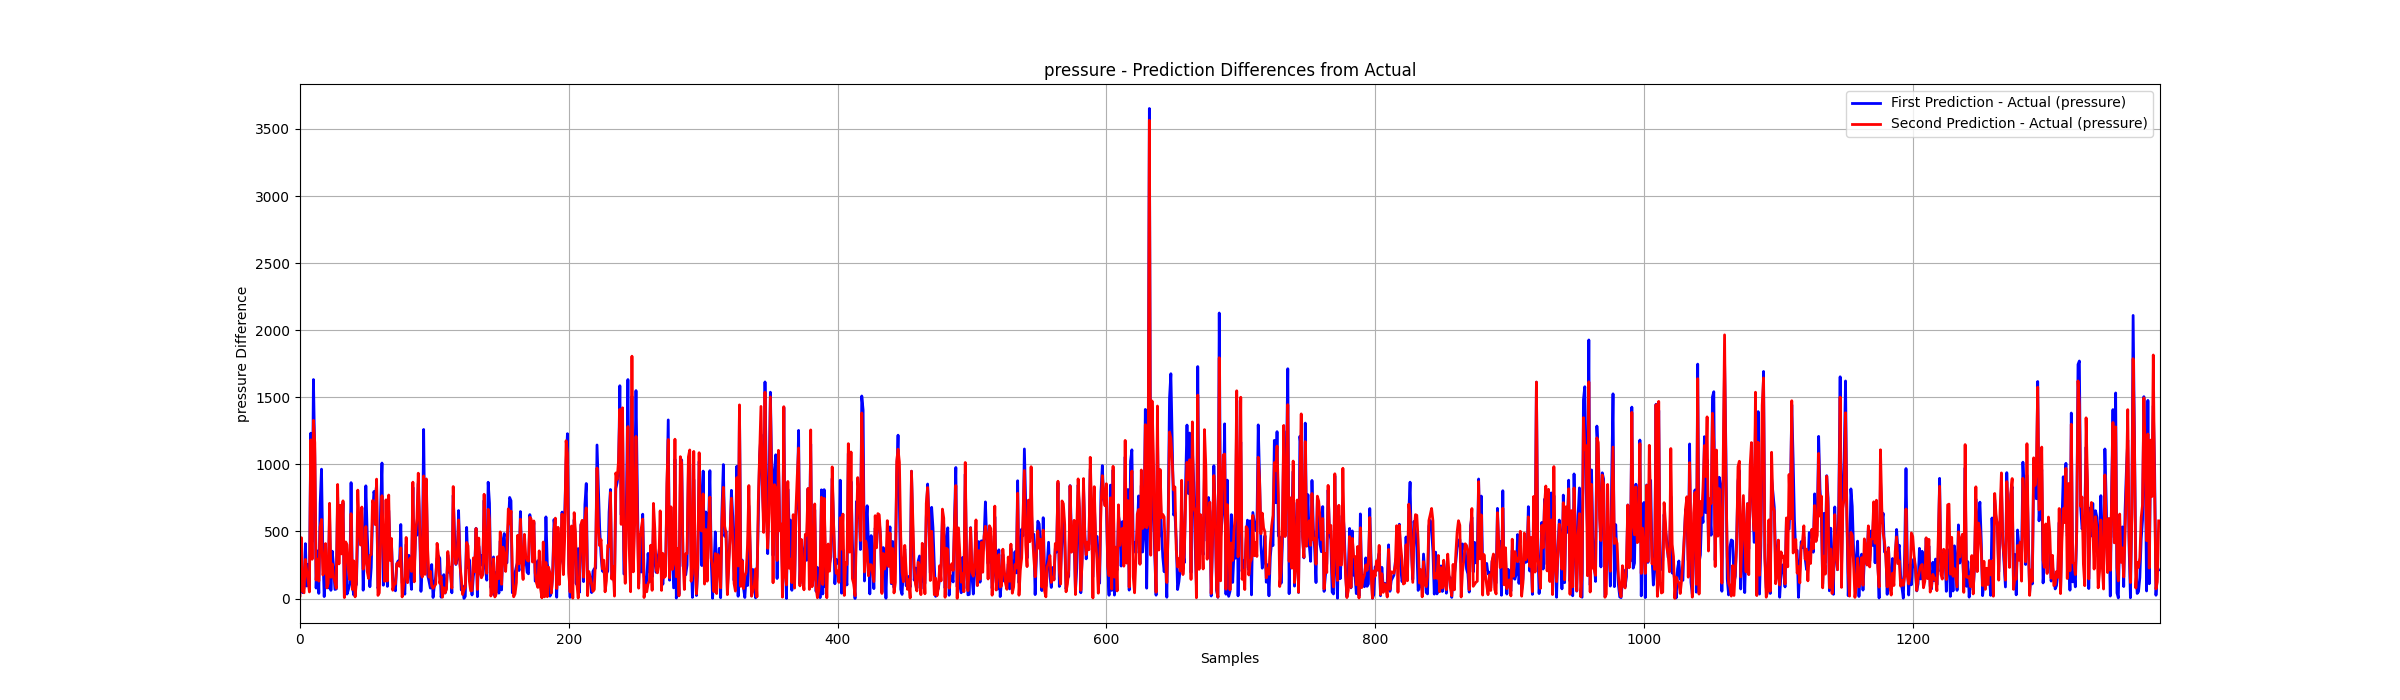 pressure - Prediction Differences from Actual
First Prediction - Actual (pressure)
Second Prediction - Actual (pressure)
pressure Difference
3500
3000
2500
2000
1500
1000
500
0
0 200 400 600 800 1000 1200
Samples